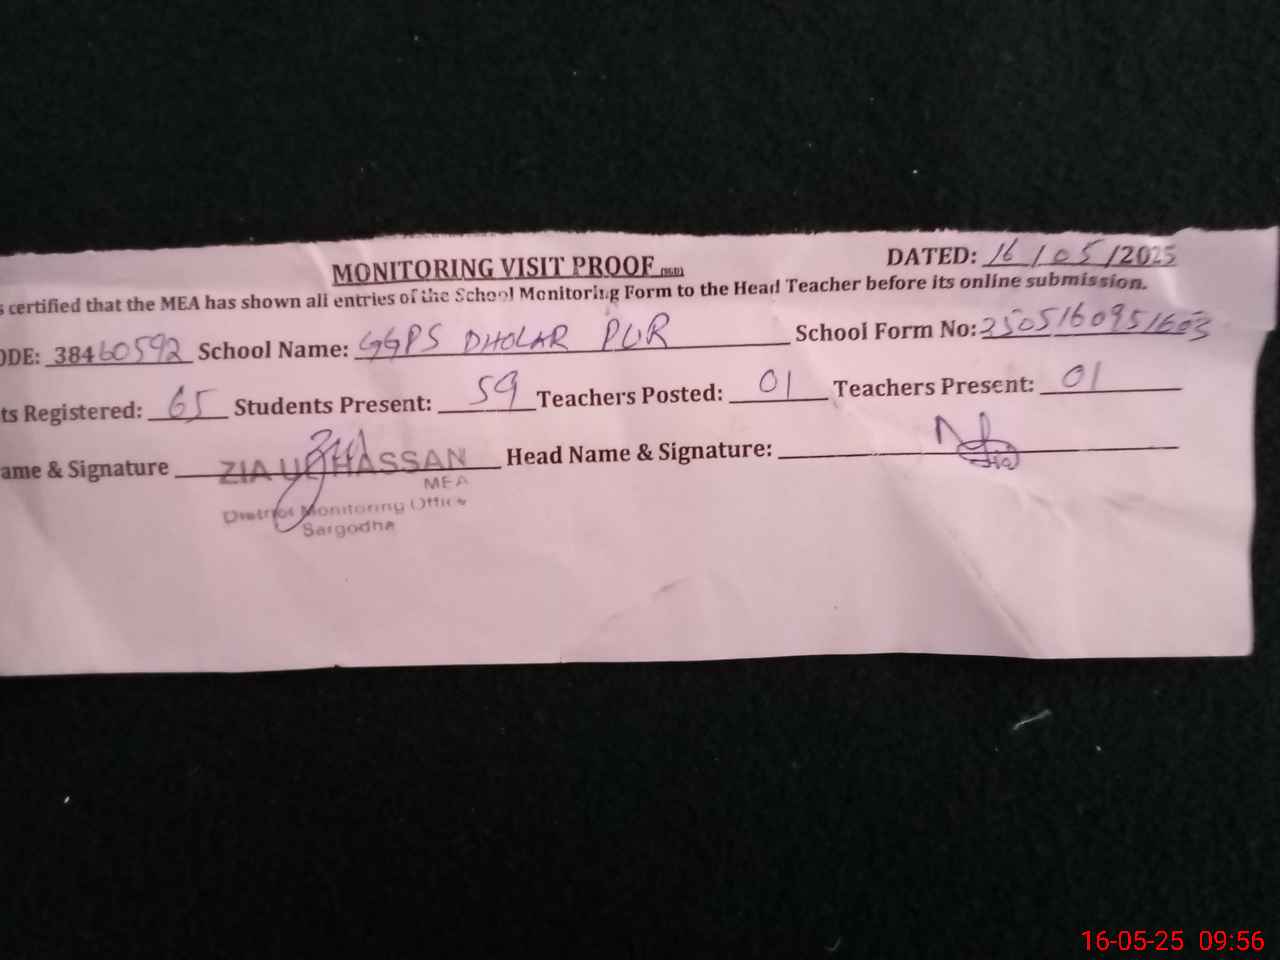 MONITORING VISIT PROOF DATED: 16/05/2025
certified that the MEA has shown all entries of the School Monitoring Form to the Head Teacher before its online submission.
ODE: 38460592 School Name: GGPS DHOLAR PUR School Form No: 2505160951603
ts Registered: 65 Students Present: 59 Teachers Posted: 01 Teachers Present: 01
ame & Signature ZIA UL HASSAN Head Name & Signature:
MEA
District Monitoring Office
Sargodha
16-05-25 09:56